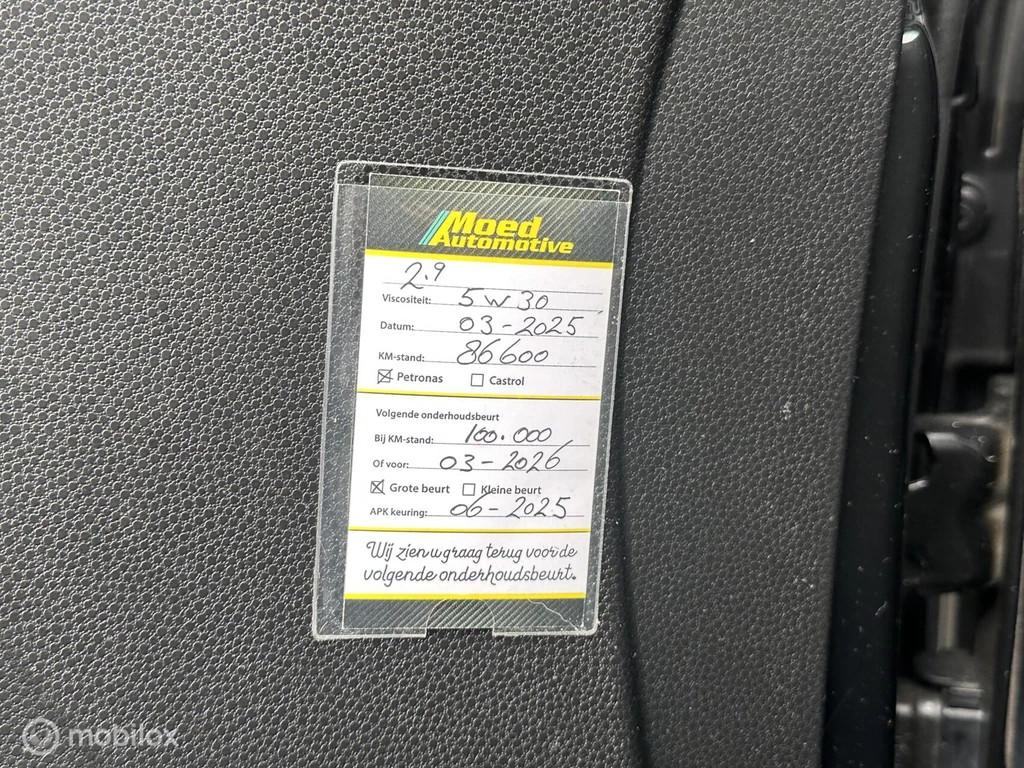 Moed
Automotive
2.9
Viscositeit: 5W30
Datum: 03-2025
KM-stand: 86600
☒ Petronas ☐ Castrol
Volgende onderhoudsbeurt
Bij KM-stand: 100.000
Of voor: 03-2026
☒ Grote beurt ☐ Kleine beurt
APK keuring: 06-2025
Wij zien u graag terug voor de
volgende onderhoudsbeurt.
mobilox